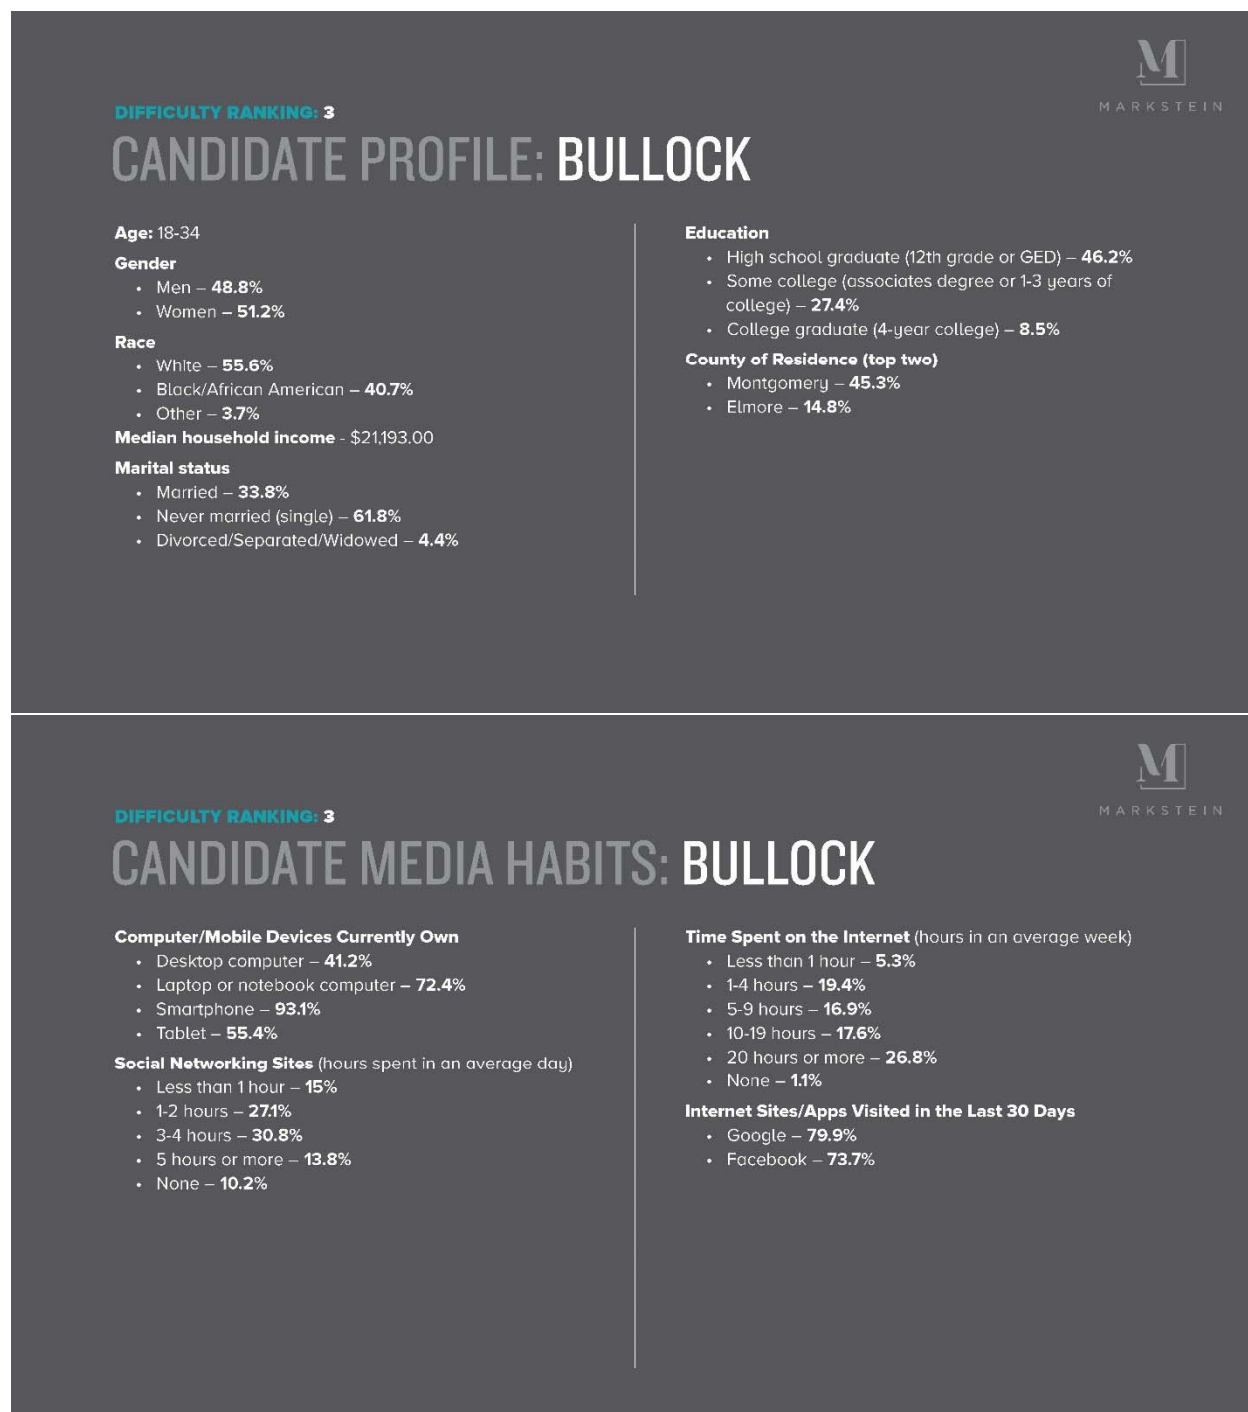 M
MARKSTEIN
DIFFICULTY RANKING: 3
CANDIDATE PROFILE: BULLOCK
Age: 18-34
Gender
• Men – 48.8%
• Women – 51.2%
Race
• White – 55.6%
• Black/African American – 40.7%
• Other – 3.7%
Median household income - $21,193.00
Marital status
• Married – 33.8%
• Never married (single) – 61.8%
• Divorced/Separated/Widowed – 4.4%
Education
• High school graduate (12th grade or GED) – 46.2%
• Some college (associates degree or 1-3 years of
college) – 27.4%
• College graduate (4-year college) – 8.5%
County of Residence (top two)
• Montgomery – 45.3%
• Elmore – 14.8%
M
MARKSTEIN
DIFFICULTY RANKING: 3
CANDIDATE MEDIA HABITS: BULLOCK
Computer/Mobile Devices Currently Own
• Desktop computer – 41.2%
• Laptop or notebook computer – 72.4%
• Smartphone – 93.1%
• Tablet – 55.4%
Social Networking Sites (hours spent in an average day)
• Less than 1 hour – 15%
• 1-2 hours – 27.1%
• 3-4 hours – 30.8%
• 5 hours or more – 13.8%
• None – 10.2%
Time Spent on the Internet (hours in an average week)
• Less than 1 hour – 5.3%
• 1-4 hours – 19.4%
• 5-9 hours – 16.9%
• 10-19 hours – 17.6%
• 20 hours or more – 26.8%
• None – 1.1%
Internet Sites/Apps Visited in the Last 30 Days
• Google – 79.9%
• Facebook – 73.7%